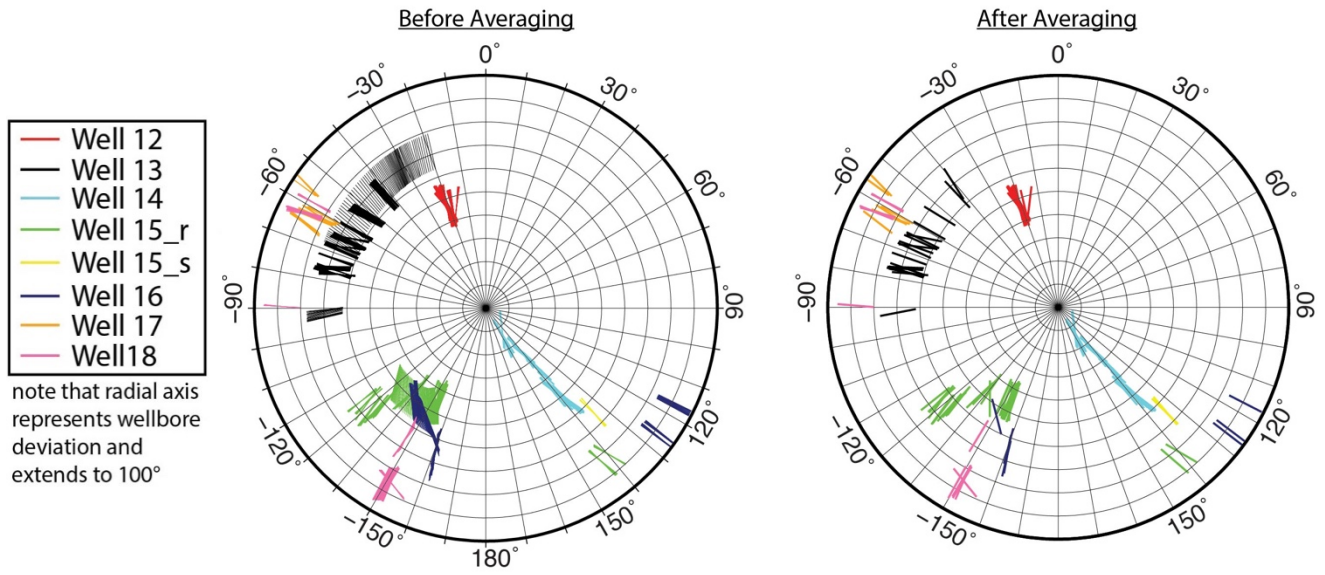 Before Averaging
After Averaging
0°
30°
60°
90°
120°
150°
180°
−150°
−120°
−90°
−60°
−30°
0°
30°
60°
90°
120°
150°
−150°
−120°
−90°
−60°
−30°
Well 12
Well 13
Well 14
Well 15_r
Well 15_s
Well 16
Well 17
Well18
note that radial axis
represents wellbore
deviation and
extends to 100°